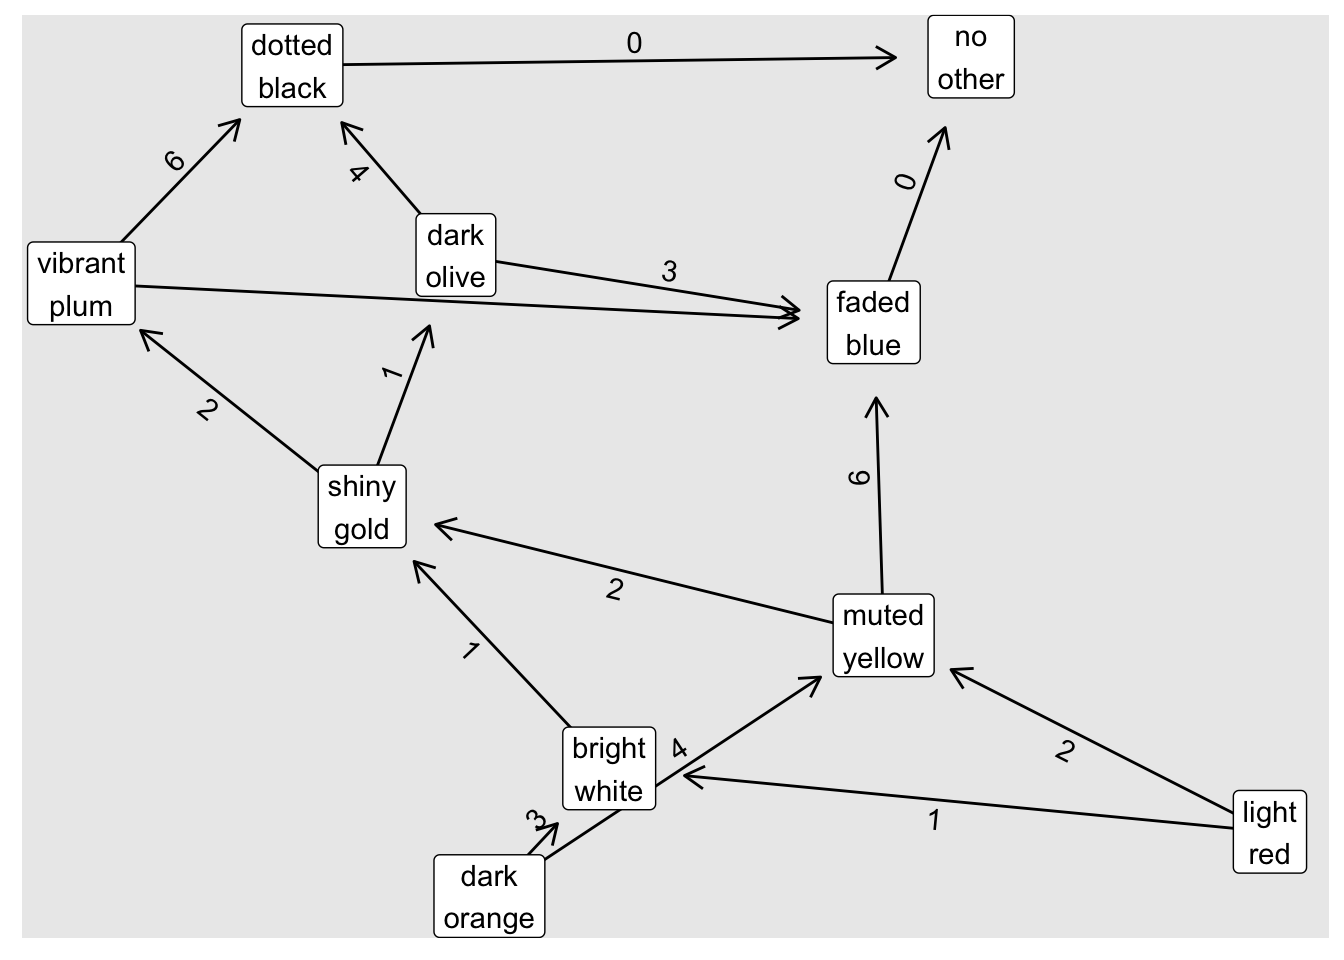 dotted
black
0
no
other
6
4
0
dark
olive
vibrant
plum
3
faded
blue
1
2
shiny
gold
9
2
muted
yellow
1
bright
white
4
2
1
light
red
3
dark
orange